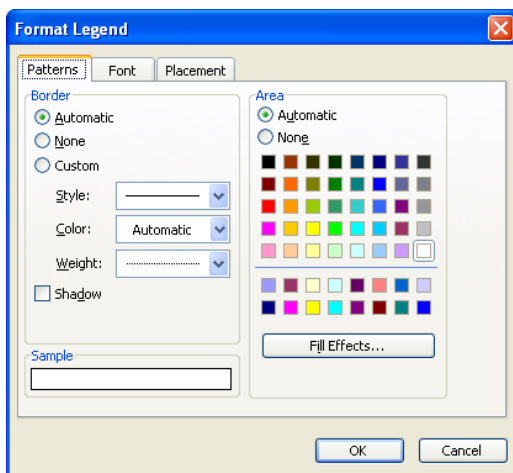 Format Legend
Patterns Font Placement
Border
Automatic
None
Custom
Style:
Color: Automatic
Weight:
Shadow
Sample
Area
Automatic
None
Fill Effects...
OK Cancel